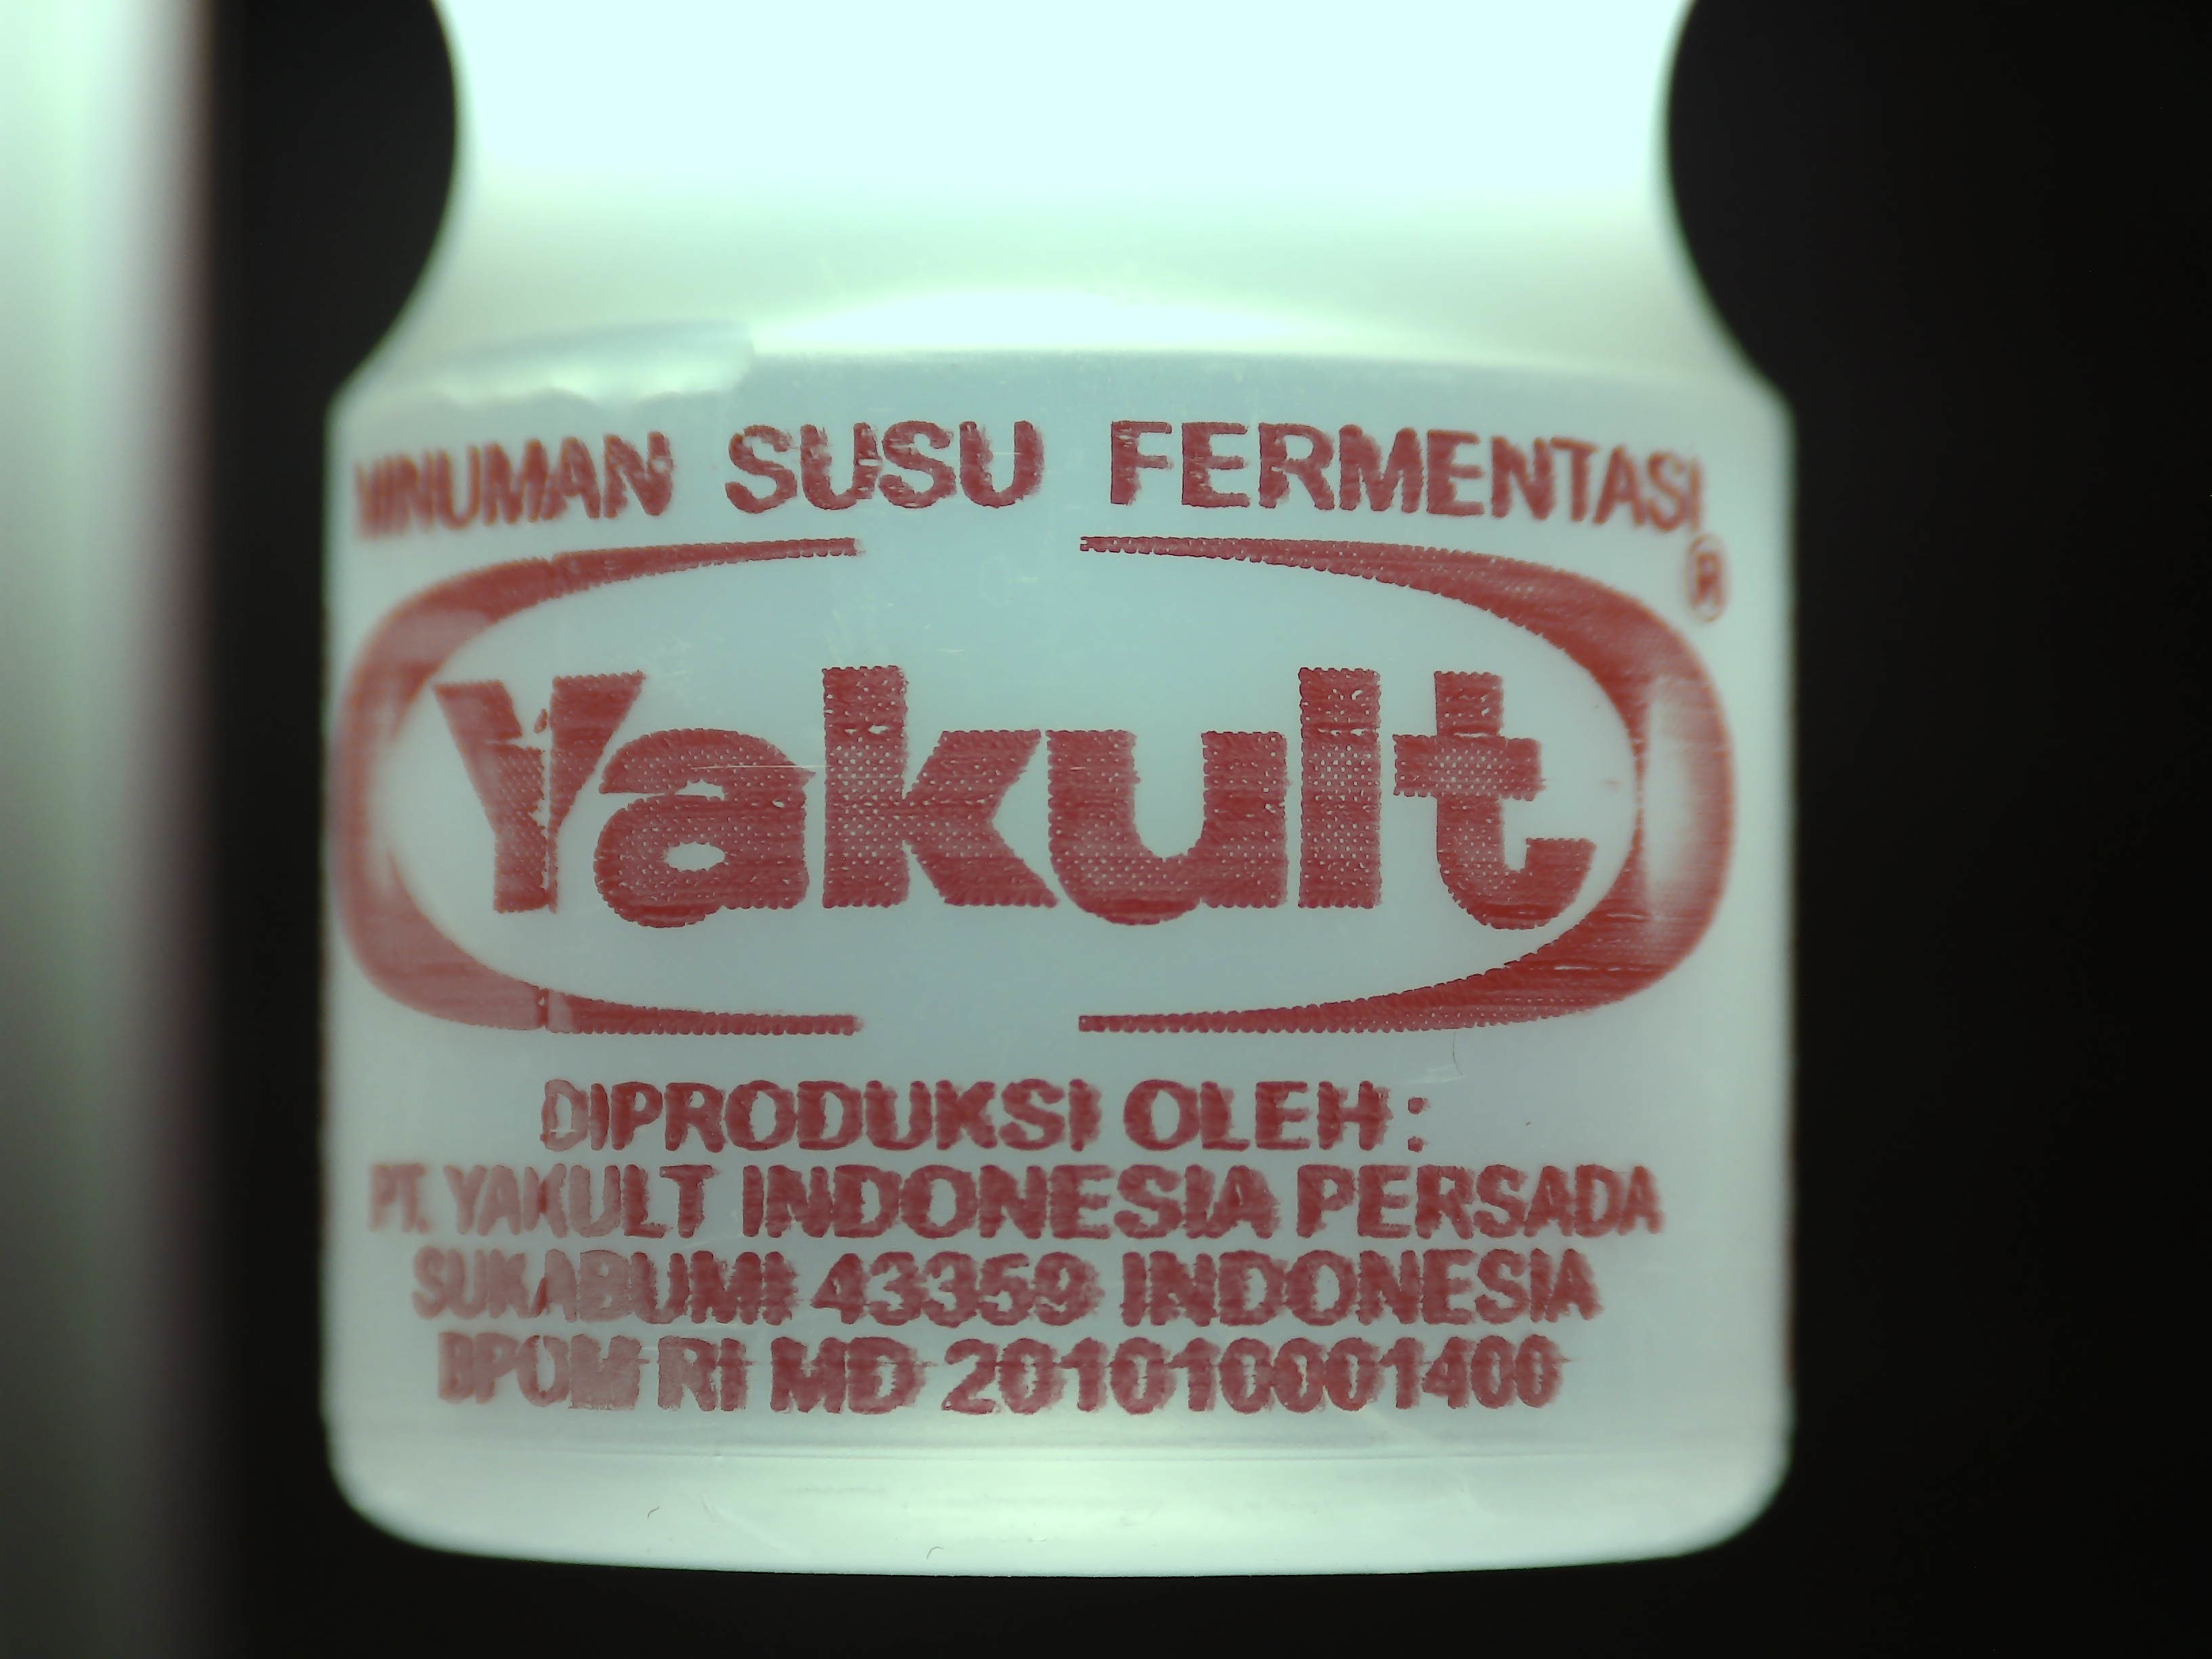 MINUMAN SUSU FERMENTASI
®
Yakult
DIPRODUKSI OLEH :
PT. YAKULT INDONESIA PERSADA
SUKABUMI 43359 INDONESIA
BPOM RI MD 201010001400